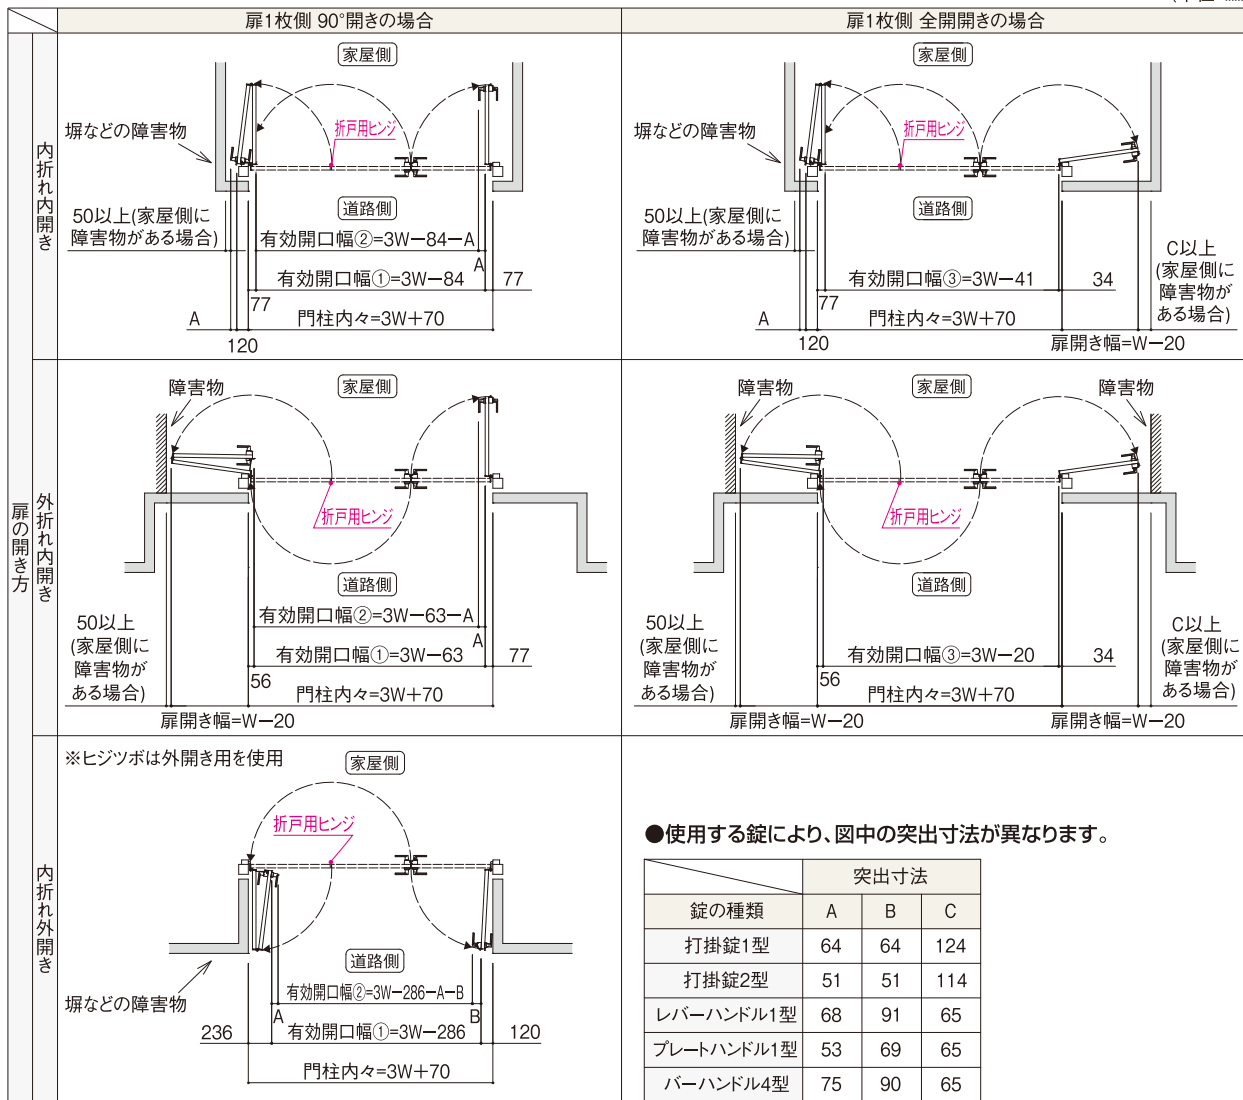 扉1枚側 90°開きの場合
扉1枚側 全開開きの場合
扉の開き方
内折れ内開き
家屋側
塀などの障害物
折戸用ヒンジ
道路側
50以上(家屋側に
障害物がある場合)
有効開口幅②=3W−84−A
A
有効開口幅①=3W−84
77
77
A
門柱内々=3W+70
120
家屋側
塀などの障害物
折戸用ヒンジ
道路側
50以上(家屋側に
障害物がある場合)
C以上
(家屋側に
障害物が
ある場合)
有効開口幅③=3W−41
34
77
A
門柱内々=3W+70
120
扉開き幅=W−20
外折れ内開き
障害物
家屋側
折戸用ヒンジ
道路側
50以上
(家屋側に
障害物が
ある場合)
有効開口幅②=3W−63−A
A
有効開口幅①=3W−63
77
56
門柱内々=3W+70
扉開き幅=W−20
障害物
家屋側
障害物
折戸用ヒンジ
道路側
50以上
(家屋側に
障害物が
ある場合)
C以上
(家屋側に
障害物が
ある場合)
有効開口幅③=3W−20
34
56
門柱内々=3W+70
扉開き幅=W−20
扉開き幅=W−20
内折れ外開き
※ヒジツボは外開き用を使用
家屋側
折戸用ヒンジ
道路側
塀などの障害物
有効開口幅②=3W−286−A−B
A
B
236
有効開口幅①=3W−286
120
門柱内々=3W+70
●使用する錠により、図中の突出寸法が異なります。
突出寸法
錠の種類 A B C
打掛錠1型 64 64 124
打掛錠2型 51 51 114
レバーハンドル1型 68 91 65
プレートハンドル1型 53 69 65
バーハンドル4型 75 90 65